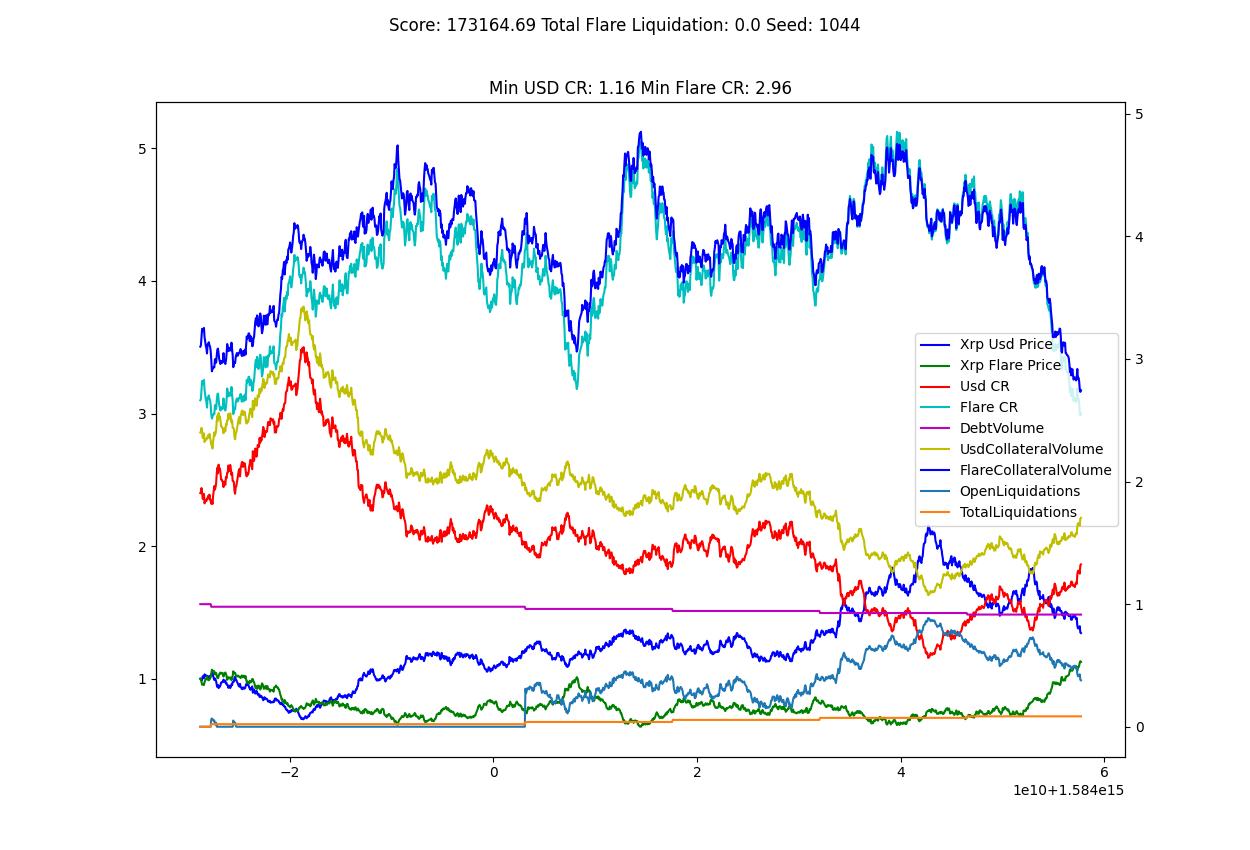 Score: 173164.69 Total Flare Liquidation: 0.0 Seed: 1044
Min USD CR: 1.16 Min Flare CR: 2.96
5
4
3
2
1
5
4
3
2
1
0
Xrp Usd Price
Xrp Flare Price
Usd CR
Flare CR
DebtVolume
UsdCollateralVolume
FlareCollateralVolume
OpenLiquidations
TotalLiquidations
−2 0 2 4 6
1e10+1.584e15